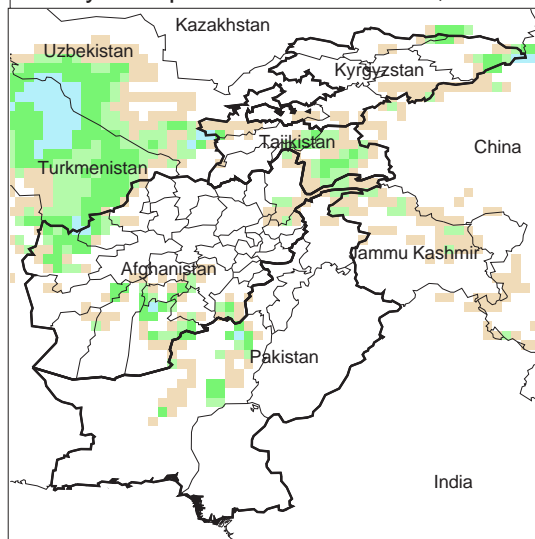 Kazakhstan
Uzbekistan
Kyrgyzstan
Tajikistan
China
Turkmenistan
Jammu Kashmir
Afghanistan
Pakistan
India